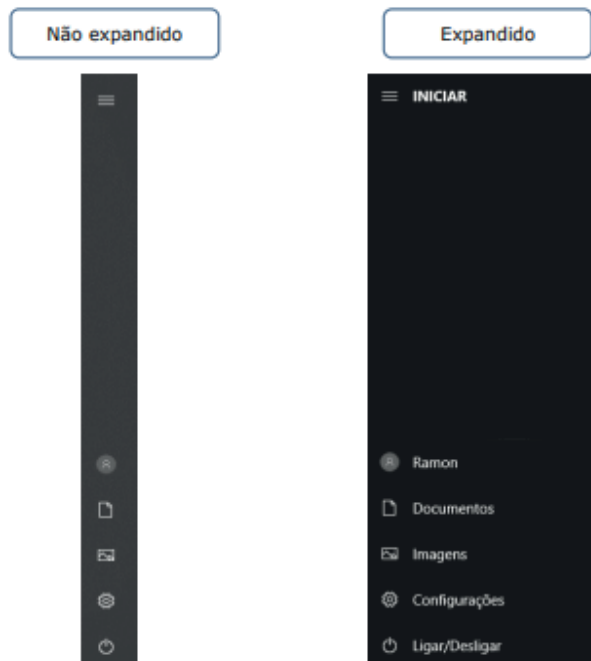 Não expandido
Expandido
INICIAR
Ramon
Documentos
Imagens
Configurações
Ligar/Desligar